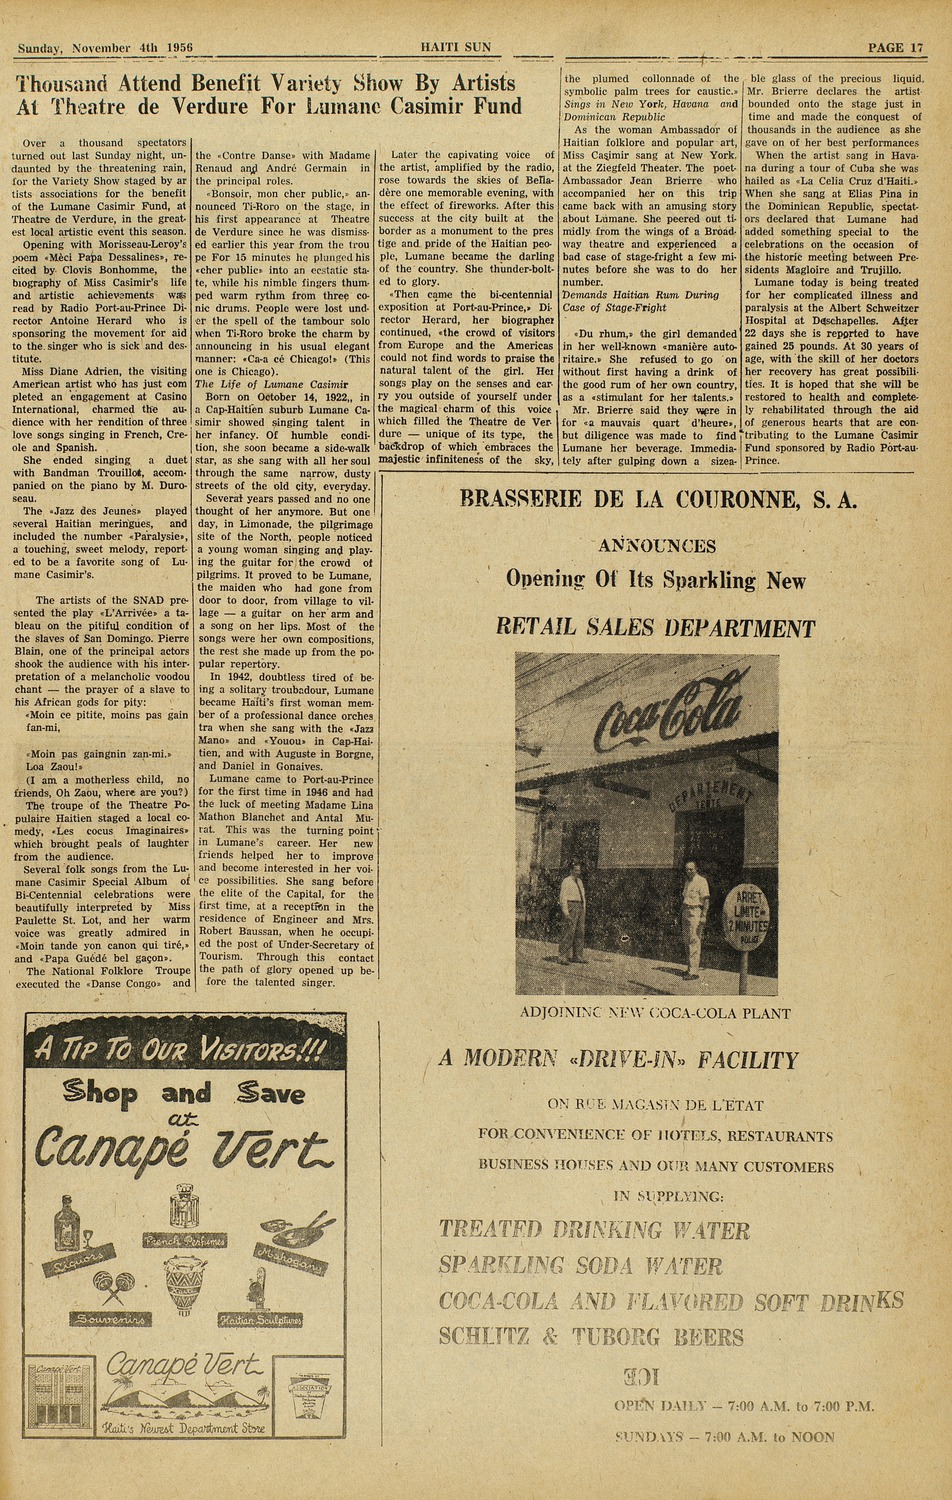 Sunday, November 4th 1956
HAITI SUN
PAGE 17
Thousand Attend Benefit Variety Show By Artists
At Theatre de Verdure For Lumane Casimir Fund
Over a thousand spectators
turned out last Sunday night, un-
daunted by the threatening rain,
for the Variety Show staged by ar
tists associations for the benefit
of the Lumane Casimir Fund, at
Theatre de Verdure, in the great-
est local artistic event this season.
Opening with Morisseau-Leroy's
poem «Mèci Papa Dessalines», re-
cited by Clovis Bonhomme, the
biography of Miss Casimir's life
and artistic achievements was
read by Radio Port-au-Prince Di
rector Antoine Herard who is
sponsoring the movement for aid
to the singer who is sick and des-
titute.
Miss Diane Adrien, the visiting
American artist who has just com
pleted an engagement at Casino
International, charmed the au-
dience with her rendition of three
love songs singing in French, Cre-
ole and Spanish.
She ended singing a duet
with Bandman Trouillot, accom-
panied on the piano by M. Duro-
seau.
The «Jazz des Jeunes» played
several Haitian meringues, and
included the number «Paralysie»,
a touching, sweet melody, report-
ed to be a favorite song of Lu-
mane Casimir's.
The artists of the SNAD pre-
sented the play «L'Arrivée» a ta-
bleau on the pitiful condition of
the slaves of San Domingo. Pierre
Blain, one of the principal actors
shook the audience with his inter-
pretation of a melancholic voodou
chant — the prayer of a slave to
his African gods for pity:
«Moin ce pitite, moins pas gain
fan-mi,
«Moin pas gaingnin zan-mi.»
Loa Zaou!»
(I am a motherless child, no
friends, Oh Zaou, where are you?)
The troupe of the Theatre Po-
pulaire Haitien staged a local co-
medy, «Les cocus Imaginaires»
which brought peals of laughter
from the audience.
Several folk songs from the Lu-
mane Casimir Special Album of
Bi-Centennial celebrations were
beautifully interpreted by Miss
Paulette St. Lot, and her warm
voice was greatly admired in
«Moin tande yon canon qui tiré,»
and «Papa Guédé bel gaçon».
The National Folklore Troupe
executed the «Danse Congo» and
the «Contre Danse» with Madame
Renaud and André Germain in
the principal roles.
«Bonsoir, mon cher public,» an-
nounced Ti-Roro on the stage, in
his first appearance at Theatre
de Verdure since he was dismiss-
ed earlier this year from the trou
pe For 15 minutes he plunged his
«cher public» into an ecstatic sta-
te, while his nimble fingers thum-
ped warm rythm from three co-
nic drums. People were lost und-
er the spell of the tambour solo
when Ti-Roro broke the charm by
announcing in his usual elegant
manner: «Ca-a cé Chicago!» (This
one is Chicago).
The Life of Lumane Casimir
Born on October 14, 1922,, in
a Cap-Haïtien suburb Lumane Ca-
simir showed singing talent in
her infancy. Of humble condi-
tion, she soon became a side-walk
star, as she sang with all her soul
through the same narrow, dusty
streets of the old city, everyday.
Several years passed and no one
thought of her anymore. But one
day, in Limonade, the pilgrimage
site of the North, people noticed
a young woman singing and play-
ing the guitar for the crowd of
pilgrims. It proved to be Lumane,
the maiden who had gone from
door to door, from village to vil-
lage — a guitar on her arm and
a song on her lips. Most of the
songs were her own compositions,
the rest she made up from the po-
pular repertory.
In 1942, doubtless tired of be-
ing a solitary troubadour, Lumane
became Haïti's first woman mem-
ber of a professional dance orches
tra when she sang with the «Jazz
Mano» and «Youou» in Cap-Hai-
tien, and with Auguste in Borgne,
and Daniel in Gonaives.
Lumane came to Port-au-Prince
for the first time in 1946 and had
the luck of meeting Madame Lina
Mathon Blanchet and Antal Mu-
rat. This was the turning point
in Lumane's career. Her new
friends helped her to improve
and become interested in her voi-
ce possibilities. She sang before
the elite of the Capital, for the
first time, at a reception in the
residence of Engineer and Mrs.
Robert Baussan, when he occupi-
ed the post of Under-Secretary of
Tourism. Through this contact
the path of glory opened up be-
fore the talented singer.
Later the capivating voice of
the artist, amplified by the radio,
rose towards the skies of Bella-
dère one memorable evening, with
the effect of fireworks. After this
success at the city built at the
border as a monument to the pres
tige and pride of the Haitian peo-
ple, Lumane became the darling
of the country. She thunder-bolt-
ed to glory.
«Then came the bi-centennial
exposition at Port-au-Prince,» Di-
rector Herard, her biographer
continued, «the crowd of visitors
from Europe and the Americas
could not find words to praise the
natural talent of the girl. Her
songs play on the senses and car
ry you outside of yourself under
the magical charm of this voice
which filled the Theatre de Ver
dure — unique of its type, the
backdrop of which embraces the
majestic infiniteness of the sky,
the plumed collonnade of the
symbolic palm trees for caustic.»
Sings in New York, Havana and
Dominican Republic
As the woman Ambassador of
Haitian folklore and popular art,
Miss Casimir sang at New York.
at the Ziegfeld Theater. The poet-
Ambassador Jean Brierre who
accompanied her on this trip
came back with an amusing story
about Lumane. She peered out ti-
midly from the wings of a Broad-
way theatre and experienced a
bad case of stage-fright a few mi-
nutes before she was to do her
number.
Demands Haitian Rum During
Case of Stage-Fright
«Du rhum,» the girl demanded
in her well-known «manière auto-
ritaire.» She refused to go on
without first having a drink of
the good rum of her own country,
as a «stimulant for her talents.»
Mr. Brierre said they were in
for «a mauvais quart d'heure»,
but diligence was made to find
Lumane her beverage. Immedia-
tely after gulping down a sizea-
ble glass of the precious liquid.
Mr. Brierre declares the artist
bounded onto the stage just in
time and made the conquest of
thousands in the audience as she
gave on of her best performances
When the artist sang in Hava-
na during a tour of Cuba she was
hailed as «La Celia Cruz d'Haiti.»
When she sang at Elias Pina in
the Dominican Republic, spectat-
ors declared that Lumane had
added something special to the
celebrations on the occasion of
the historic meeting between Pre-
sidents Magloire and Trujillo.
Lumane today is being treated
for her complicated illness and
paralysis at the Albert Schweitzer
Hospital at Deschapelles. After
22 days she is reported to have
gained 25 pounds. At 30 years of
age, with the skill of her doctors
her recovery has great possibili-
ties. It is hoped that she will be
restored to health and complete-
ly rehabilitated through the aid
of generous hearts that are con-
tributing to the Lumane Casimir
Fund sponsored by Radio Port-au-
Prince.
BRASSERIE DE LA COURONNE, S. A.
ANNOUNCES
Opening Of Its Sparkling New
RETAIL SALES DEPARTMENT
Coca-Cola
DEPARTEMENT
VENTE
ARRET
LIMITE
2 MINUTES
POLICE
ADJOINING NEW COCA-COLA PLANT
A MODERN «DRIVE-IN» FACILITY
ON RUE MAGASIN DE L'ETAT
FOR CONVENIENCE OF HOTELS, RESTAURANTS
BUSINESS HOUSES AND OUR MANY CUSTOMERS
IN SUPPLYING:
TREATED DRINKING WATER
SPARKLING SODA WATER
COCA-COLA AND FLAVORED SOFT DRINKS
SCHLITZ & TUBORG BEERS
ICE
OPEN DAILY — 7:00 A.M. to 7:00 P.M.
SUNDAYS — 7:00 A.M. to NOON
A TIP TO OUR VISITORS!!!
Shop and Save
at
Canapé Vert
Liquors
French Perfumes
Mahogany
Souvenirs
Haitian Sculptures
Canapé Vert
Canapé Vert
ASSOCIATION
Haiti's Newest Department Store